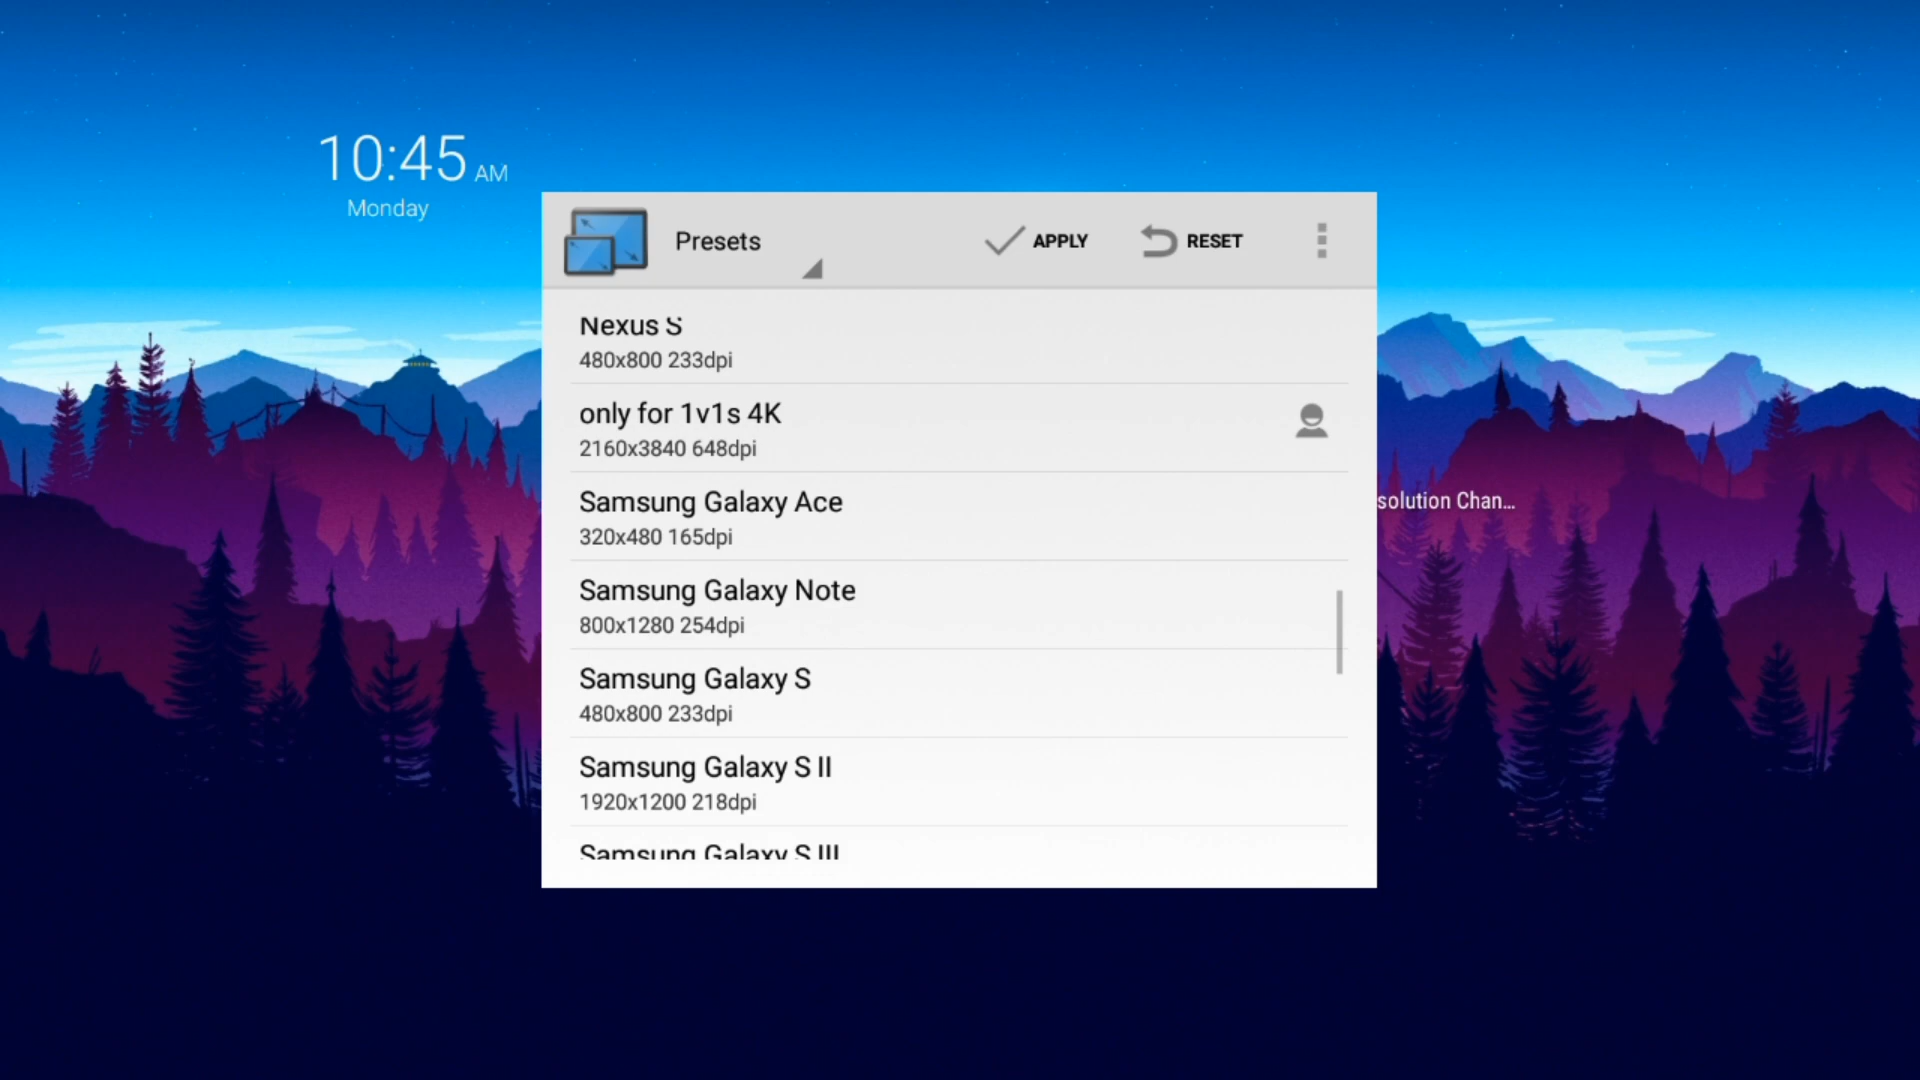 10:45 AM
Monday
Presets
APPLY
RESET
Nexus S
480x800 233dpi
only for 1v1s 4K
2160x3840 648dpi
solution Chan...
Samsung Galaxy Ace
320x480 165dpi
Samsung Galaxy Note
800x1280 254dpi
Samsung Galaxy S
480x800 233dpi
Samsung Galaxy S II
1920x1200 218dpi
Samsung Galaxy S III